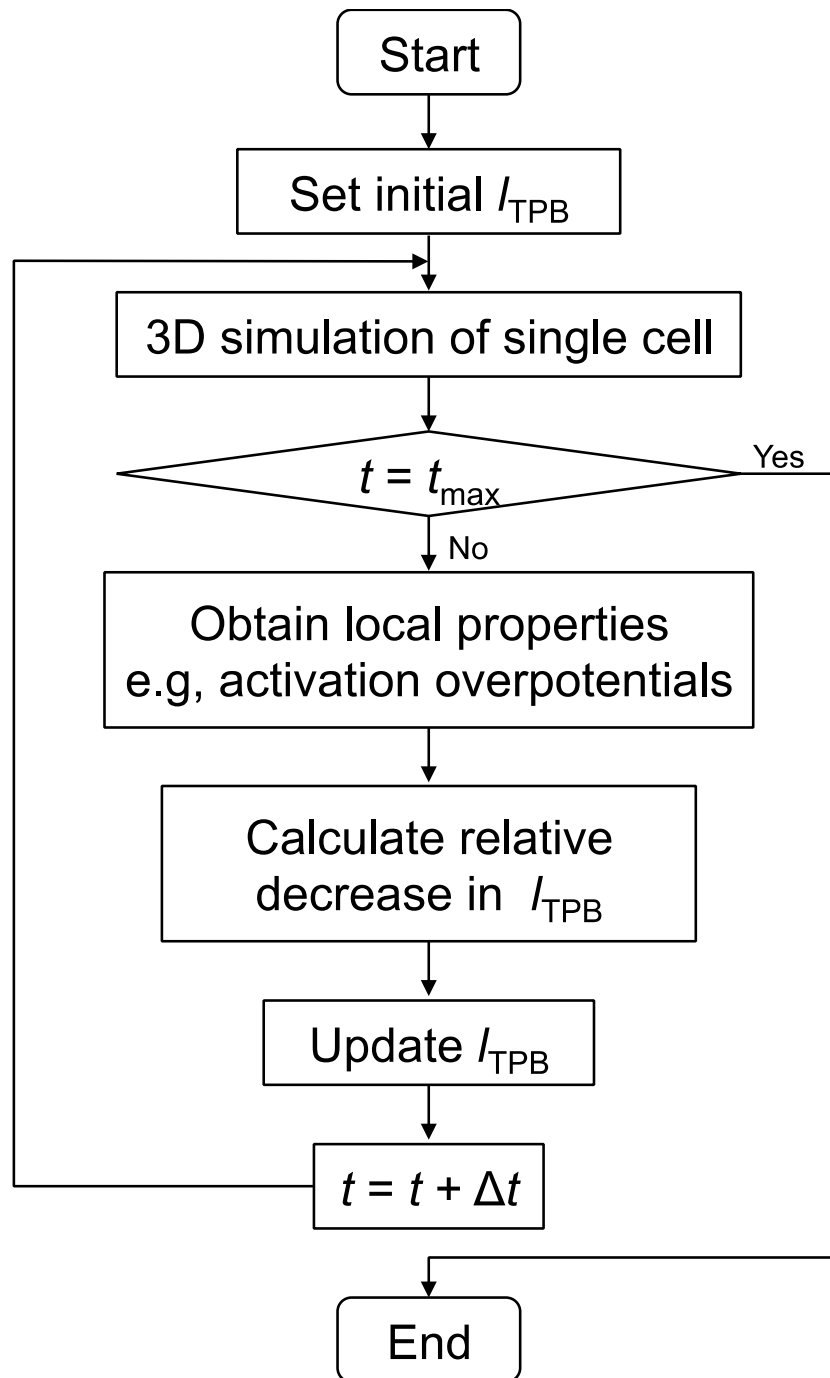 Start
Set initial lTPB
3D simulation of single cell
t = tmax
Yes
No
Obtain local properties
e.g, activation overpotentials
Calculate relative
decrease in lTPB
Update lTPB
t = t + Δt
End